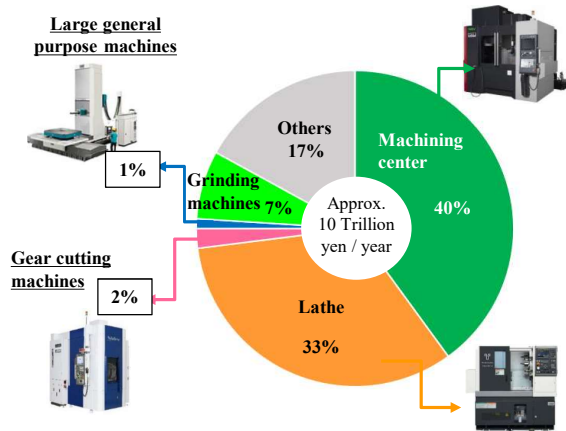 Large general
purpose machines
1%
Others
17%
Machining
center
40%
Grinding
machines
7%
Approx.
10 Trillion
yen / year
Gear cutting
machines
2%
Lathe
33%